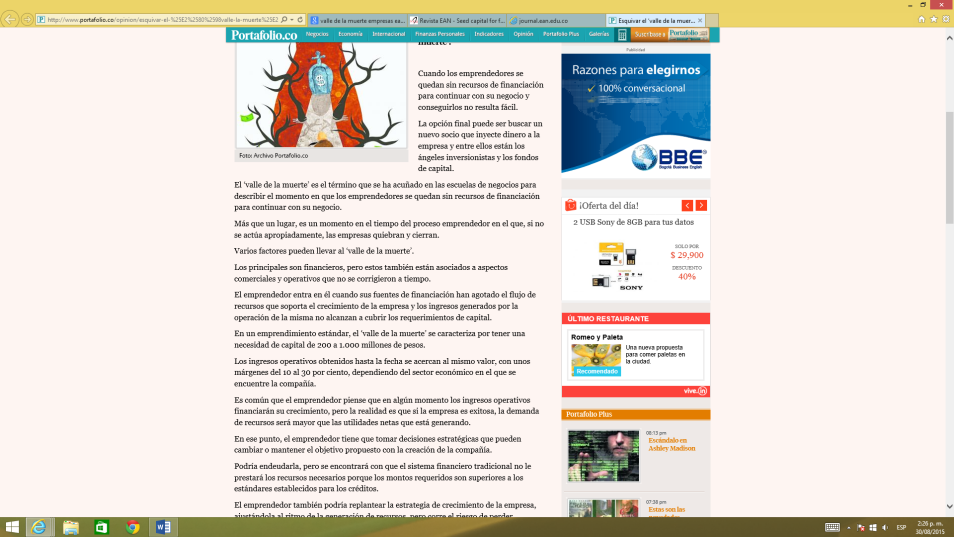 http://www.portafolio.co/opinion/esquivar-el-%25E2%2580%2598valle-la-muerte%25E2
valle de la muerte empresas ea...
Revista EAN - Seed capital for f...
journal.ean.edu.co
Esquivar el 'valle de la muer...
Portafolio.co
Negocios
Economía
Internacional
Finanzas Personales
Indicadores
Opinión
Portafolio Plus
Galerías
Suscríbase a
Portafolio
muerte'.
Cuando los emprendedores se
quedan sin recursos de financiación
para continuar con su negocio y
conseguirlos no resulta fácil.
La opción final puede ser buscar un
nuevo socio que inyecte dinero a la
empresa y entre ellos están los
ángeles inversionistas y los fondos
de capital.
Foto: Archivo Portafolio.co
El 'valle de la muerte' es el término que se ha acuñado en las escuelas de negocios para
describir el momento en que los emprendedores se quedan sin recursos de financiación
para continuar con su negocio.
Más que un lugar, es un momento en el tiempo del proceso emprendedor en el que, si no
se actúa apropiadamente, las empresas quiebran y cierran.
Varios factores pueden llevar al 'valle de la muerte'.
Los principales son financieros, pero estos también están asociados a aspectos
comerciales y operativos que no se corrigieron a tiempo.
El emprendedor entra en él cuando sus fuentes de financiación han agotado el flujo de
recursos que soporta el crecimiento de la empresa y los ingresos generados por la
operación de la misma no alcanzan a cubrir los requerimientos de capital.
En un emprendimiento estándar, el 'valle de la muerte' se caracteriza por tener una
necesidad de capital de 200 a 1.000 millones de pesos.
Los ingresos operativos obtenidos hasta la fecha se acercan al mismo valor, con unos
márgenes del 10 al 30 por ciento, dependiendo del sector económico en el que se
encuentre la compañía.
Es común que el emprendedor piense que en algún momento los ingresos operativos
financiarán su crecimiento, pero la realidad es que si la empresa es exitosa, la demanda
de recursos será mayor que las utilidades netas que está generando.
En ese punto, el emprendedor tiene que tomar decisiones estratégicas que pueden
cambiar o mantener el objetivo propuesto con la creación de la compañía.
Podría endeudarla, pero se encontrará con que el sistema financiero tradicional no le
prestará los recursos necesarios porque los montos requeridos son superiores a los
estándares establecidos para los créditos.
El emprendedor también podría replantear la estrategia de crecimiento de la empresa,
ajustándola al ritmo de la generación de recursos, pero corre el riesgo de perder
Publicidad
Razones para elegirnos
100% conversacional
BBE
Bogotá Business English
¡Oferta del día!
2 USB Sony de 8GB para tus datos
SOLO POR
$ 29,900
DESCUENTO
40%
SONY
ÚLTIMO RESTAURANTE
Romeo y Paleta
Una nueva propuesta
para comer paletas en
la ciudad.
Recomendado
vive.in
Portafolio Plus
08:13 pm
Escándalo en
Ashley Madison
07:38 pm
Estas son las
ESP
2:26 p. m.
30/08/2015